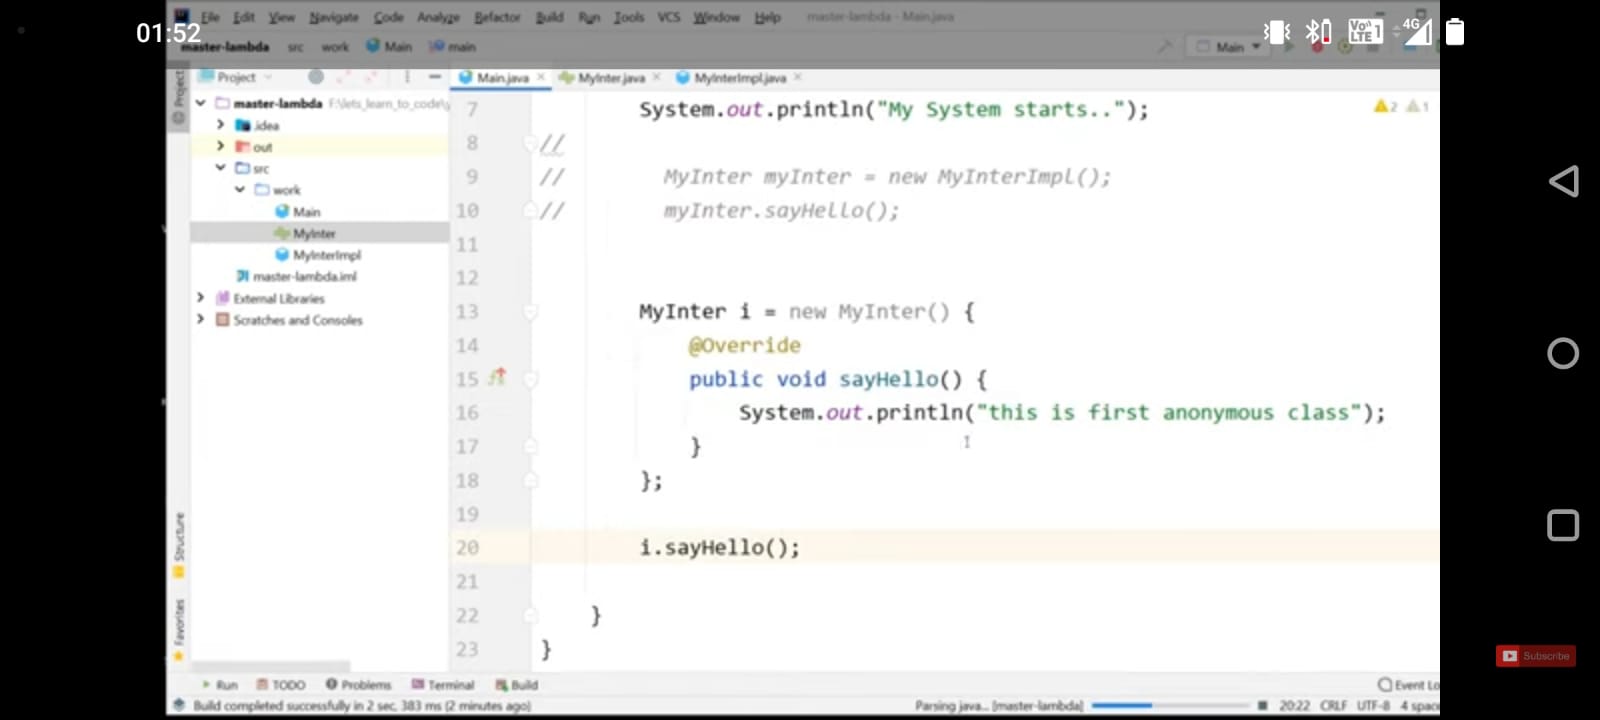 File Edit View Navigate Code Analyze Refactor Build Run Tools VCS Window Help master-lambda - Main.java
01:52
Vo)) LTE 1 4G
master-lambda src work Main main
Main
Project
Project
Main.java MyInter.java MyInterImpl.java
master-lambda F:\lets_learn_to_code\
.idea
out
src
work
Main
MyInter
MyInterImpl
master-lambda.iml
External Libraries
Scratches and Consoles
2 1
7 System.out.println("My System starts..");
8 //
9 // MyInter myInter = new MyInterImpl();
10 // myInter.sayHello();
11
12
13 MyInter i = new MyInter() {
14 @Override
15 public void sayHello() {
16 System.out.println("this is first anonymous class");
17 }
18 };
19
20 i.sayHello();
21
22 }
23 }
Structure
Favorites
Subscribe
Run TODO Problems Terminal Build Event Lo
Build completed successfully in 2 sec, 383 ms (2 minutes ago) Parsing java... [master-lambda] 20:22 CRLF UTF-8 4 spac